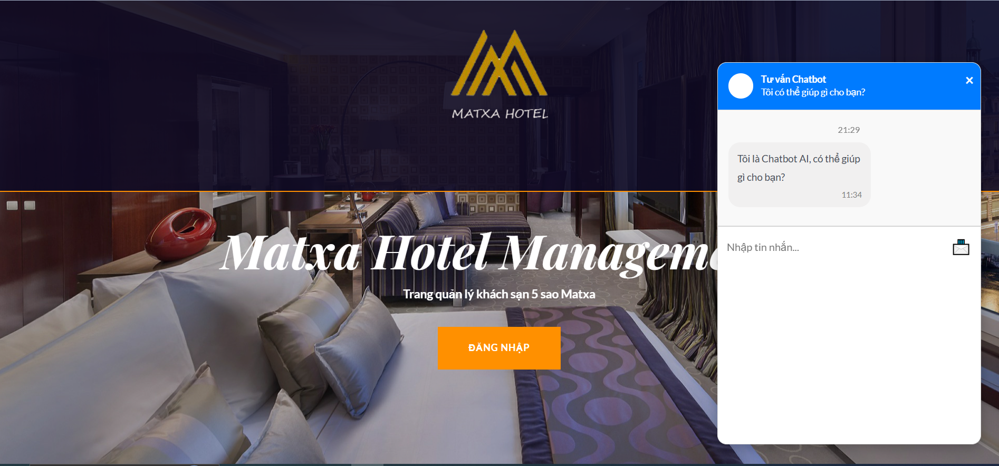 MATXA HOTEL
Matxa Hotel Managem
Trang quản lý khách sạn 5 sao Matxa
ĐĂNG NHẬP
Tư vấn Chatbot
Tôi có thể giúp gì cho bạn?
×
21:29
Tôi là Chatbot AI, có thể giúp
gì cho bạn?
11:34
Nhập tin nhắn...